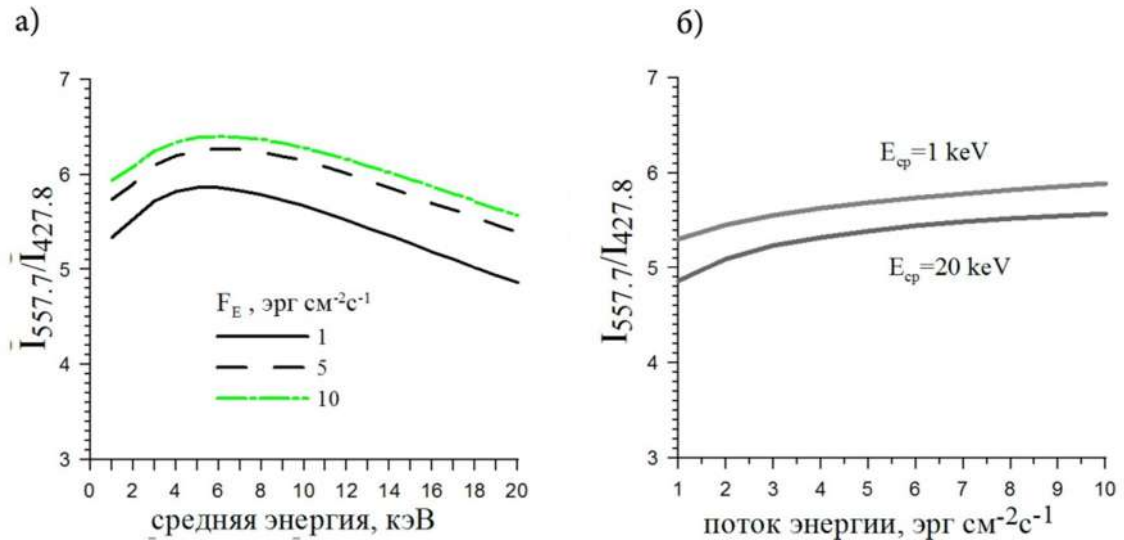 а)
7
6
5
4
3
I557.7/I427.8
F_E , эрг см-2с-1
1
5
10
0 2 4 6 8 10 12 14 16 18 20
средняя энергия, кэВ
б)
7
6
5
4
3
I557.7/I427.8
Eср=1 keV
Eср=20 keV
1 2 3 4 5 6 7 8 9 10
поток энергии, эрг см-2с-1